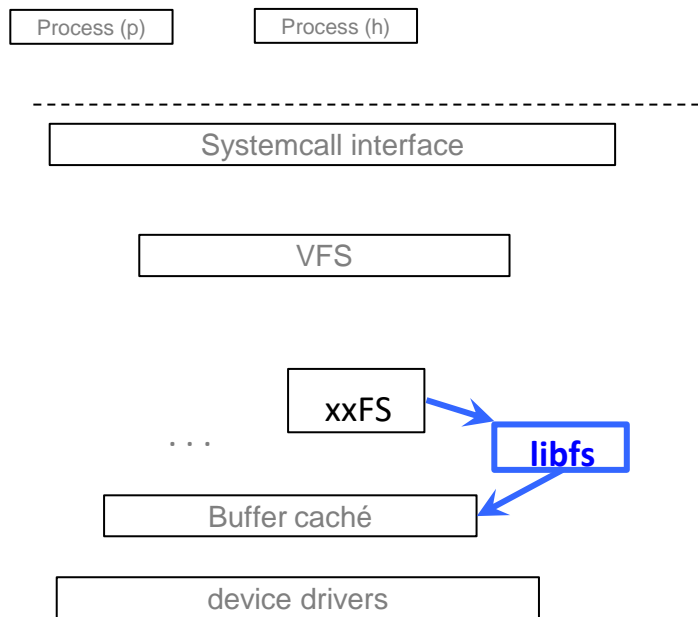 Process (p)
Process (h)
Systemcall interface
VFS
xxFS
. . .
libfs
Buffer caché
device drivers